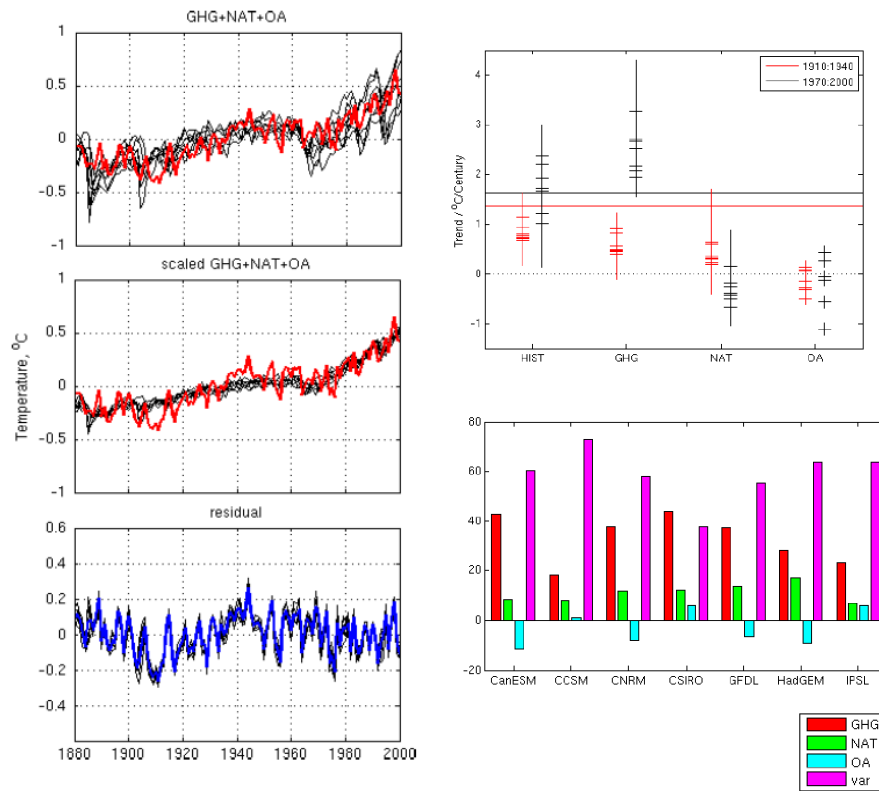 GHG+NAT+OA
1
0.5
0
-0.5
-1
scaled GHG+NAT+OA
1
0.5
0
-0.5
-1
Temperature, °C
residual
0.6
0.4
0.2
0
-0.2
-0.4
-0.6
1880 1900 1920 1940 1960 1980 2000
1910:1940
1970:2000
4
3
2
1
0
-1
Trend / °C/Century
HIST GHG NAT OA
80
60
40
20
0
-20
CanESM CCSM CNRM CSIRO GFDL HadGEM IPSL
GHG
NAT
OA
var